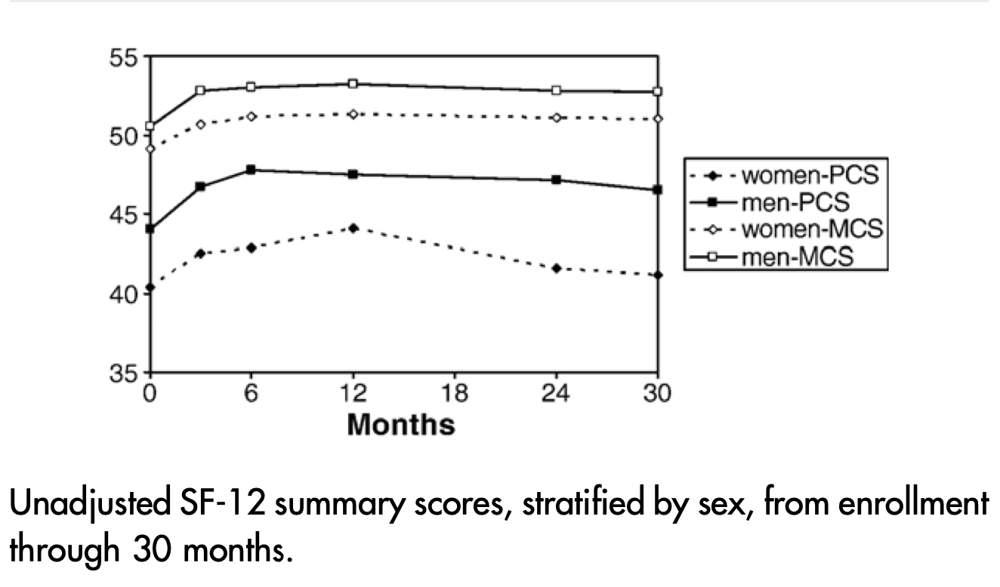 55
50
45
40
35
0 6 12 18 24 30
Months
women-PCS
men-PCS
women-MCS
men-MCS
Unadjusted SF-12 summary scores, stratified by sex, from enrollment
through 30 months.